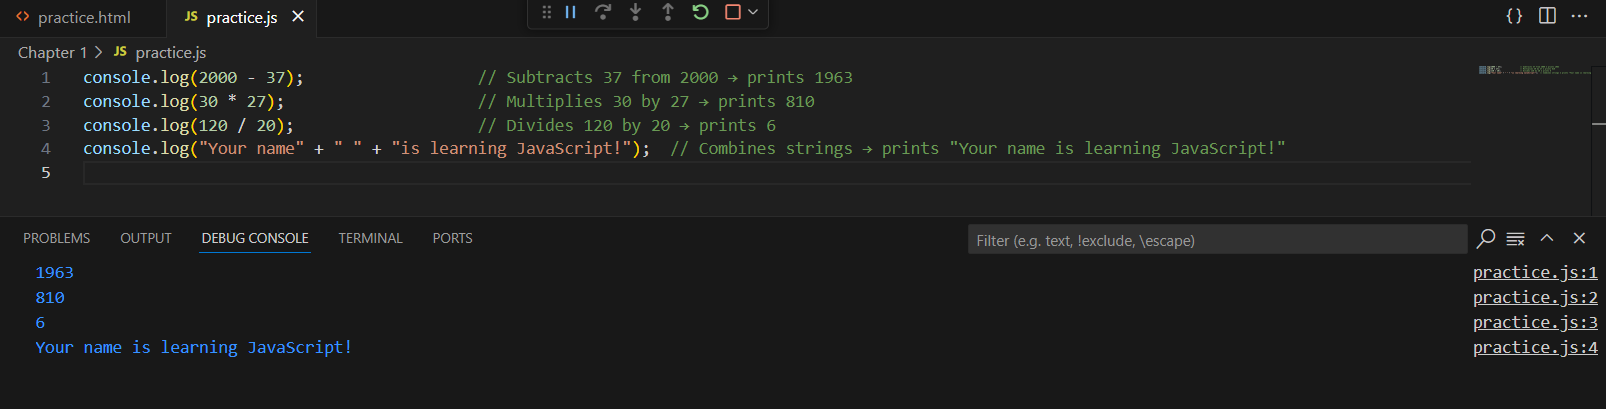 practice.html
JS practice.js
Chapter 1 > JS practice.js
1 console.log(2000 - 37); // Subtracts 37 from 2000 → prints 1963
2 console.log(30 * 27); // Multiplies 30 by 27 → prints 810
3 console.log(120 / 20); // Divides 120 by 20 → prints 6
4 console.log("Your name" + " " + "is learning JavaScript!"); // Combines strings → prints "Your name is learning JavaScript!"
5
PROBLEMS OUTPUT DEBUG CONSOLE TERMINAL PORTS Filter (e.g. text, !exclude, \escape)
1963 practice.js:1
810 practice.js:2
6 practice.js:3
Your name is learning JavaScript! practice.js:4